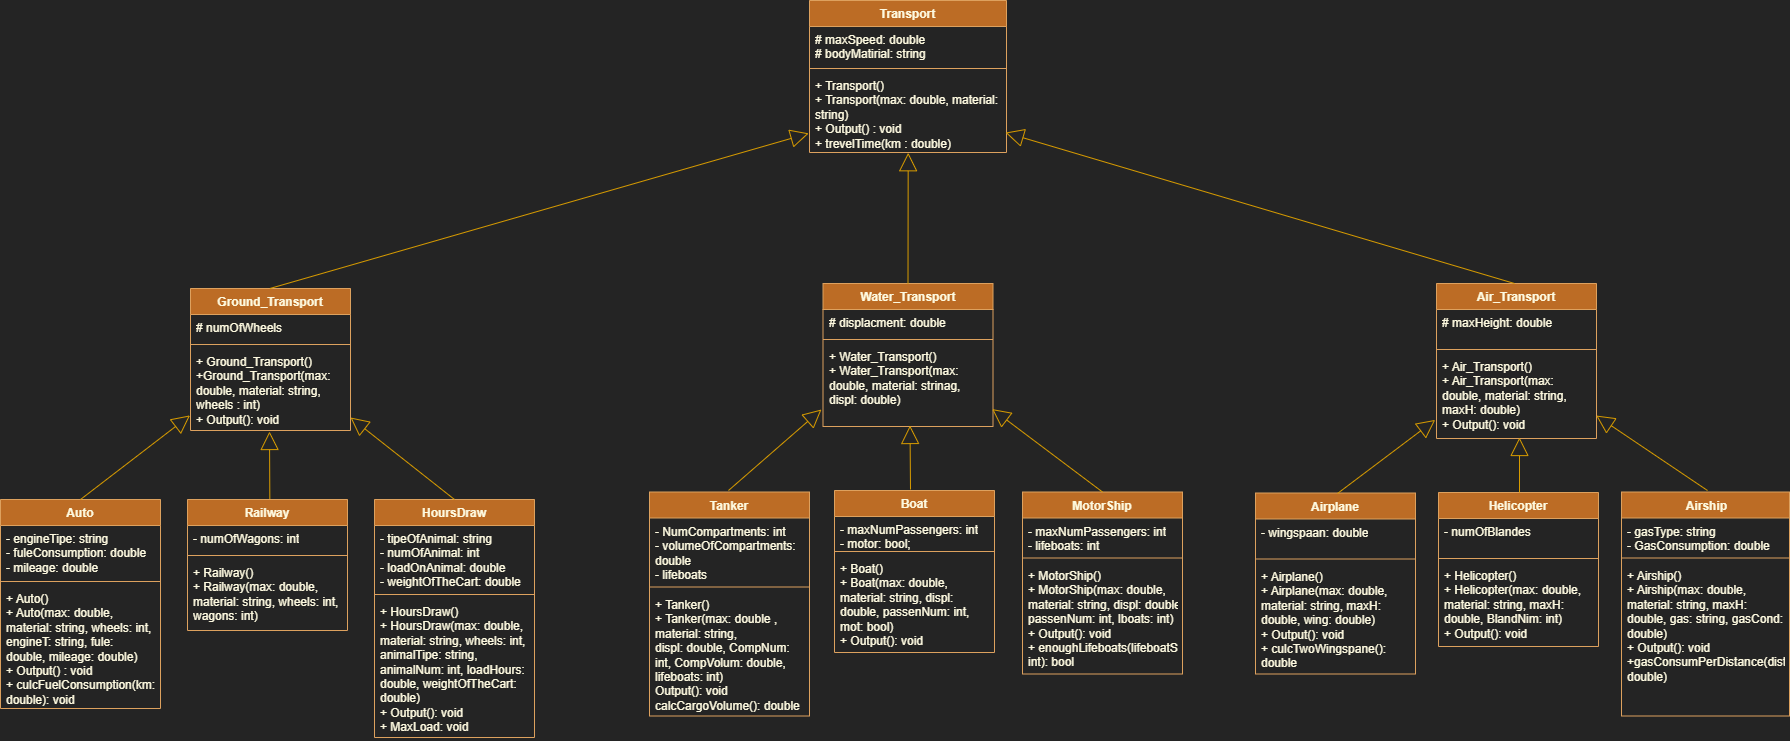 Transport
# maxSpeed: double
# bodyMatirial: string
+ Transport()
+ Transport(max: double, material:
string)
+ Output() : void
+ trevelTime(km : double)
Ground_Transport
# numOfWheels
+ Ground_Transport()
+Ground_Transport(max:
double, material: string,
wheels : int)
+ Output(): void
Water_Transport
# displacment: double
+ Water_Transport()
+ Water_Transport(max:
double, material: strinag,
displ: double)
Air_Transport
# maxHeight: double
+ Air_Transport()
+ Air_Transport(max:
double, material: string,
maxH: double)
+ Output(): void
Auto
- engineTipe: string
- fuleConsumption: double
- mileage: double
+ Auto()
+ Auto(max: double,
material: string, wheels: int,
engineT: string, fule:
double, mileage: double)
+ Output() : void
+ culcFuelConsumption(km:
double): void
Railway
- numOfWagons: int
+ Railway()
+ Railway(max: double,
material: string, wheels: int,
wagons: int)
HoursDraw
- tipeOfAnimal: string
- numOfAnimal: int
- loadOnAnimal: double
- weightOfTheCart: double
+ HoursDraw()
+ HoursDraw(max: double,
material: string, wheels: int,
animalTipe: string,
animalNum: int, loadHours:
double, weightOfTheCart:
double)
+ Output(): void
+ MaxLoad: void
Tanker
- NumCompartments: int
- volumeOfCompartments:
double
- lifeboats
+ Tanker()
+ Tanker(max: double ,
material: string,
displ: double, CompNum:
int, CompVolum: double,
lifeboats: int)
Output(): void
calcCargoVolume(): double
Boat
- maxNumPassengers: int
- motor: bool;
+ Boat()
+ Boat(max: double,
material: string, displ:
double, passenNum: int,
mot: bool)
+ Output(): void
MotorShip
- maxNumPassengers: int
- lifeboats: int
+ MotorShip()
+ MotorShip(max: double,
material: string, displ: double
passenNum: int, lboats: int)
+ Output(): void
+ enoughLifeboats(lifeboatS
int): bool
Airplane
- wingspaan: double
+ Airplane()
+ Airplane(max: double,
material: string, maxH:
double, wing: double)
+ Output(): void
+ culcTwoWingspane():
double
Helicopter
- numOfBlandes
+ Helicopter()
+ Helicopter(max: double,
material: string, maxH:
double, BlandNim: int)
+ Output(): void
Airship
- gasType: string
- GasConsumption: double
+ Airship()
+ Airship(max: double,
material: string, maxH:
double, gas: string, gasCond:
double)
+ Output(): void
+gasConsumPerDistance(dist
double)